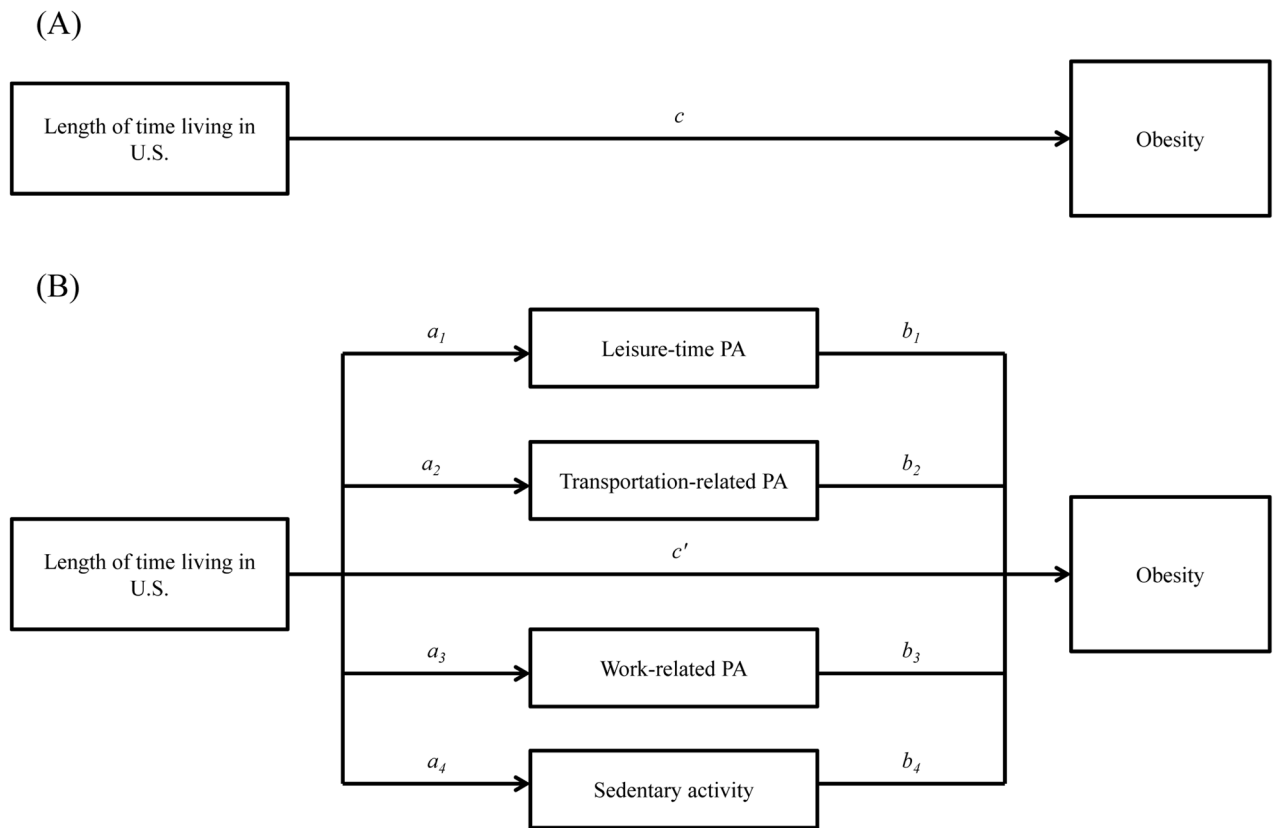 (A)
Length of time living in
U.S.
c
Obesity
(B)
a1
Leisure-time PA
b1
a2
Transportation-related PA
b2
Length of time living in
U.S.
c'
Obesity
a3
Work-related PA
b3
a4
Sedentary activity
b4